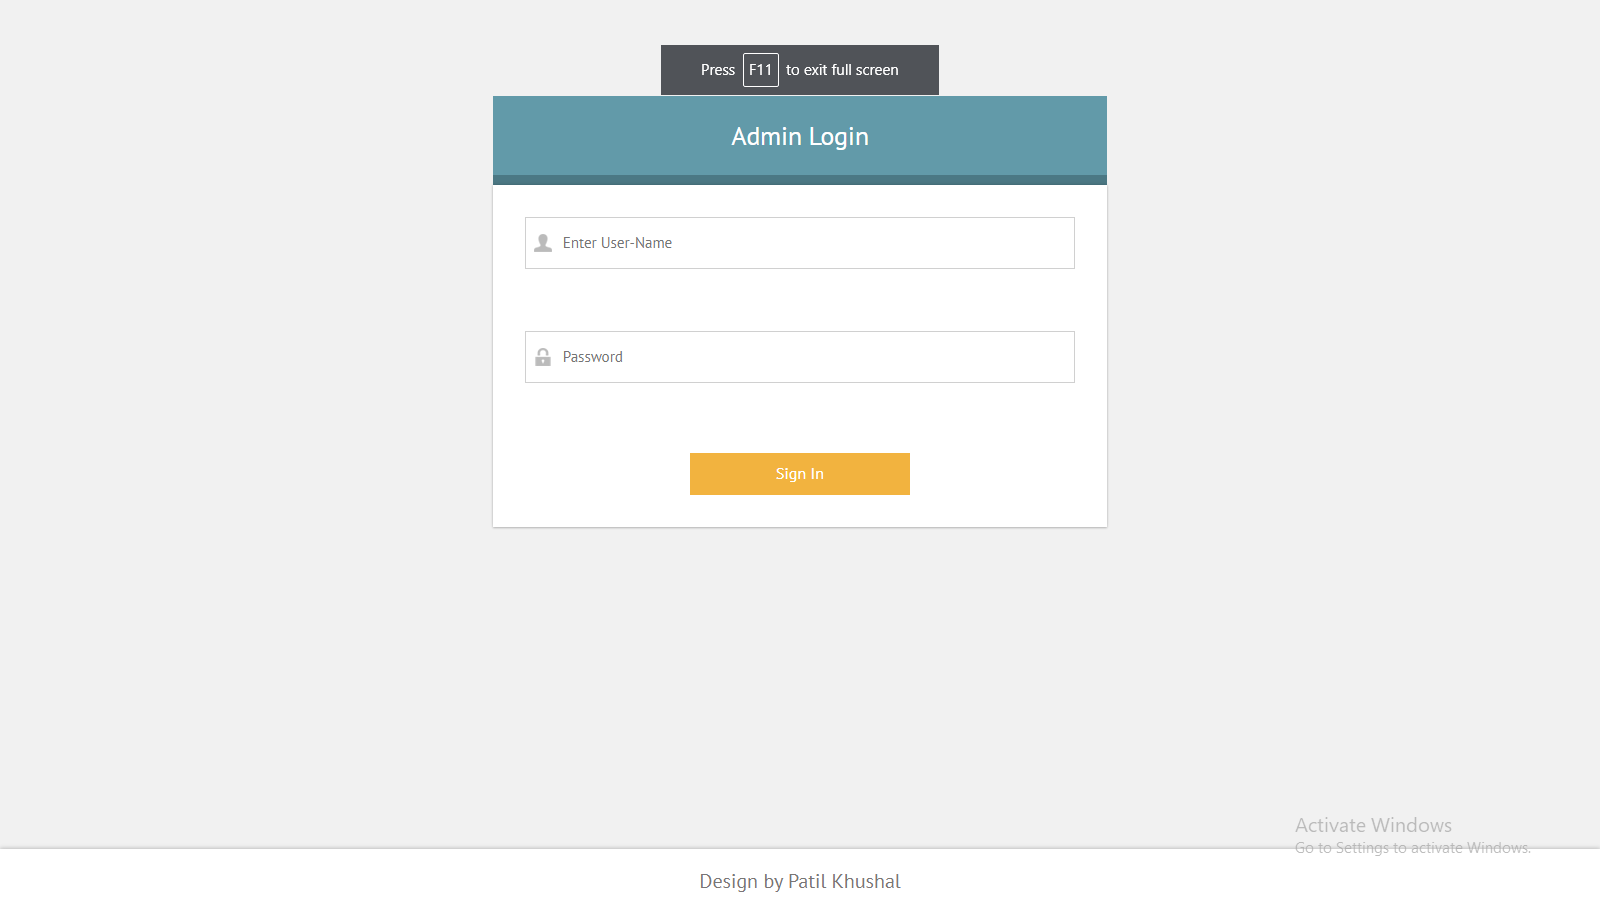 Press F11 to exit full screen
Admin Login
Enter User-Name
Password
Sign In
Activate Windows
Go to Settings to activate Windows.
Design by Patil Khushal